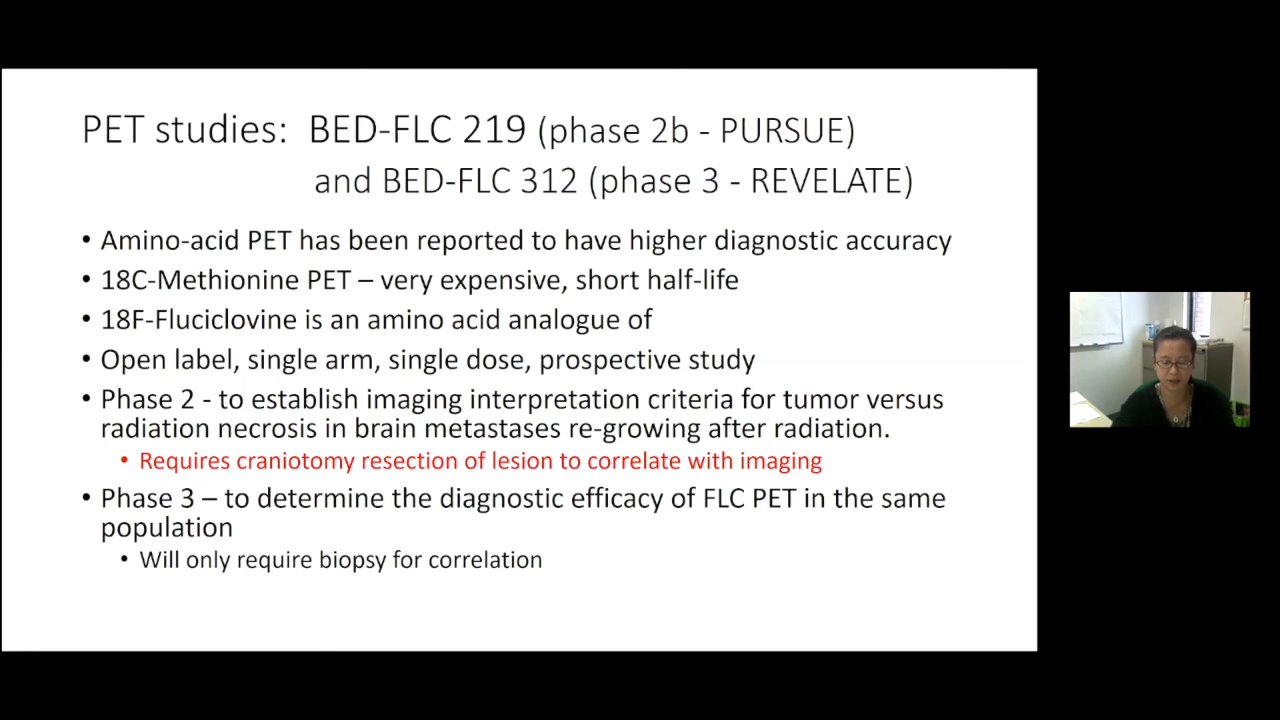 PET studies: BED-FLC 219 (phase 2b - PURSUE)
and BED-FLC 312 (phase 3 - REVELATE)
• Amino-acid PET has been reported to have higher diagnostic accuracy
• 18C-Methionine PET – very expensive, short half-life
• 18F-Fluciclovine is an amino acid analogue of
• Open label, single arm, single dose, prospective study
• Phase 2 - to establish imaging interpretation criteria for tumor versus
radiation necrosis in brain metastases re-growing after radiation.
• Requires craniotomy resection of lesion to correlate with imaging
• Phase 3 – to determine the diagnostic efficacy of FLC PET in the same
population
• Will only require biopsy for correlation